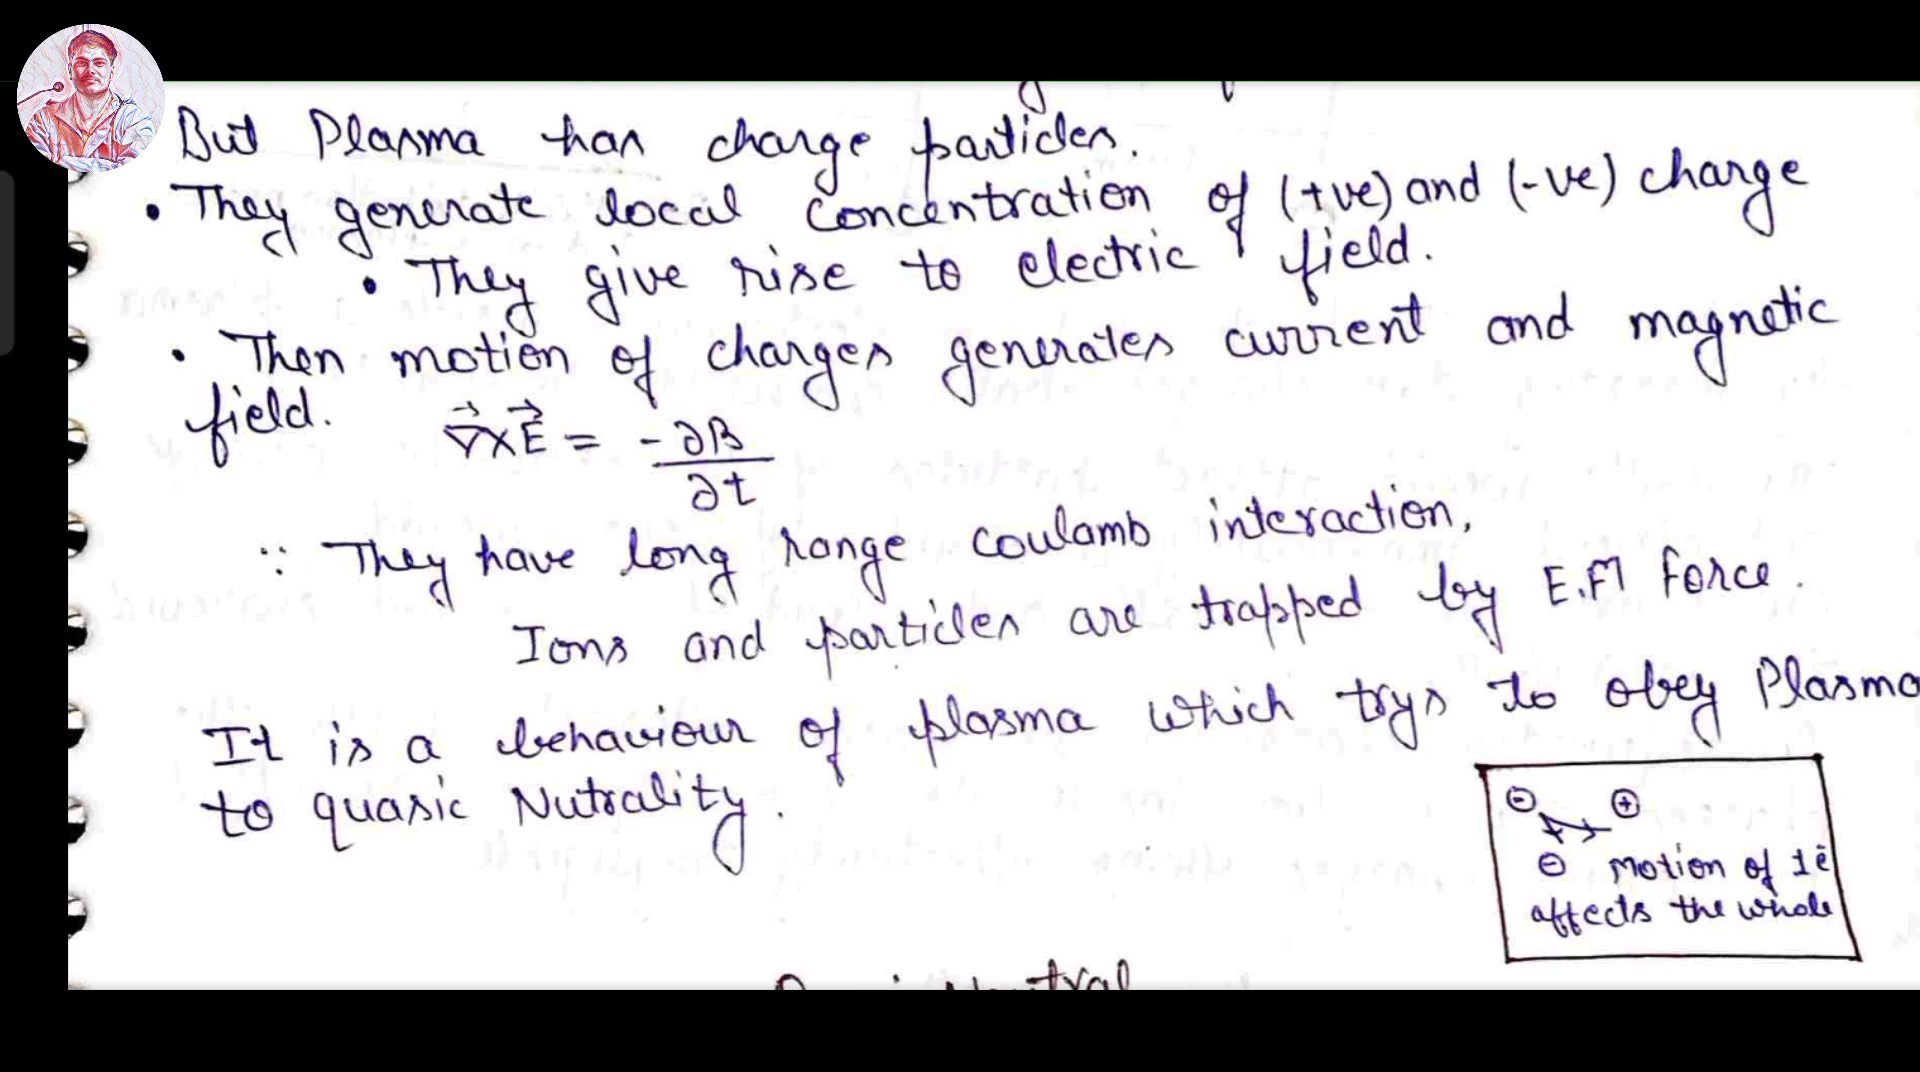 But Plasma has charge particles.
• They generate local concentration of (+ve) and (-ve) charge
• They give rise to electric field.
• Then motion of charges generates current and magnetic
field. ∇⃗×E⃗ = -∂B/∂t
∵ They have long range coulamb interaction,
Ions and particles are trapped by E.M force.
It is a behaviour of plasma which trys to obey Plasma
to quasic Nutrality.
⊖ ⊕
⊖ Motion of 1ē
affects the whole